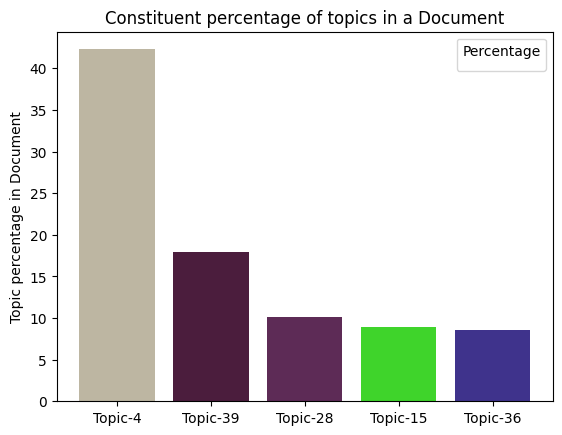 Constituent percentage of topics in a Document
Percentage
Topic percentage in Document
40
35
30
25
20
15
10
5
0
Topic-4 Topic-39 Topic-28 Topic-15 Topic-36